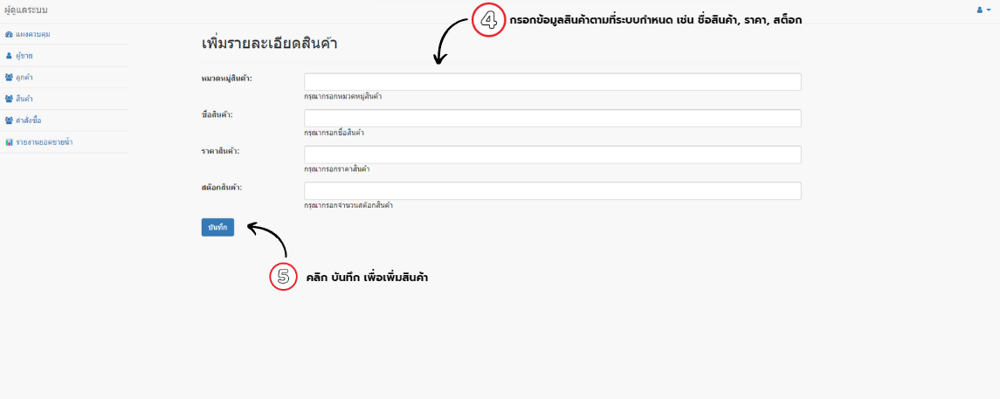 ผู้ดูแลระบบ
4 กรอกข้อมูลสินค้าตามที่ระบบกำหนด เช่น ชื่อสินค้า, ราคา, สต็อก
แผงควบคุม
ผู้ขาย
ลูกค้า
สินค้า
คำสั่งซื้อ
รายงานยอดขายน้ำ
เพิ่มรายละเอียดสินค้า
หมวดหมู่สินค้า:
กรุณากรอกหมวดหมู่สินค้า
ชื่อสินค้า:
กรุณากรอกชื่อสินค้า
ราคาสินค้า:
กรุณากรอกราคาสินค้า
สต๊อกสินค้า:
กรุณากรอกจำนวนสต๊อกสินค้า
บันทึก
5 คลิก บันทึก เพื่อเพิ่มสินค้า